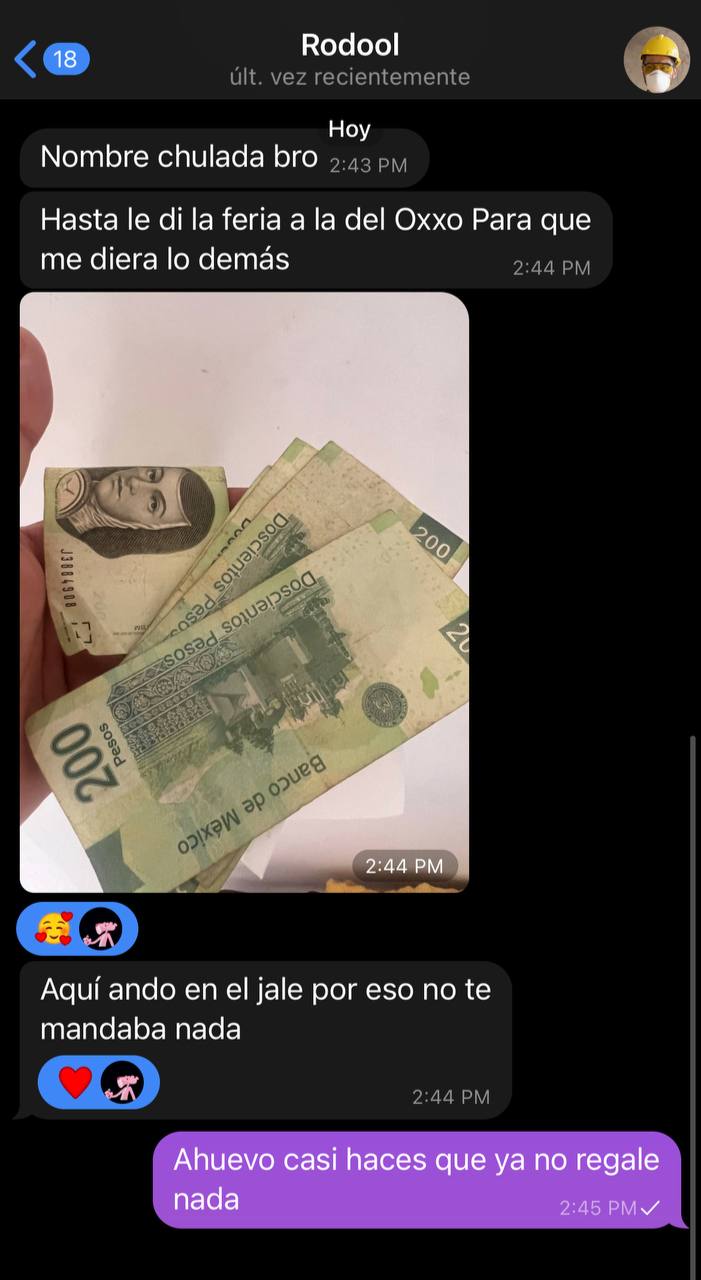 18
Rodool
últ. vez recientemente
Hoy
Nombre chulada bro 2:43 PM
Hasta le di la feria a la del Oxxo Para que
me diera lo demás
2:44 PM
200
Doscientos Pesos
Doscientos Pesos
200
Pesos
Banco de México
2:44 PM
Aquí ando en el jale por eso no te
mandaba nada
2:44 PM
Ahuevo casi haces que ya no regale
nada
2:45 PM